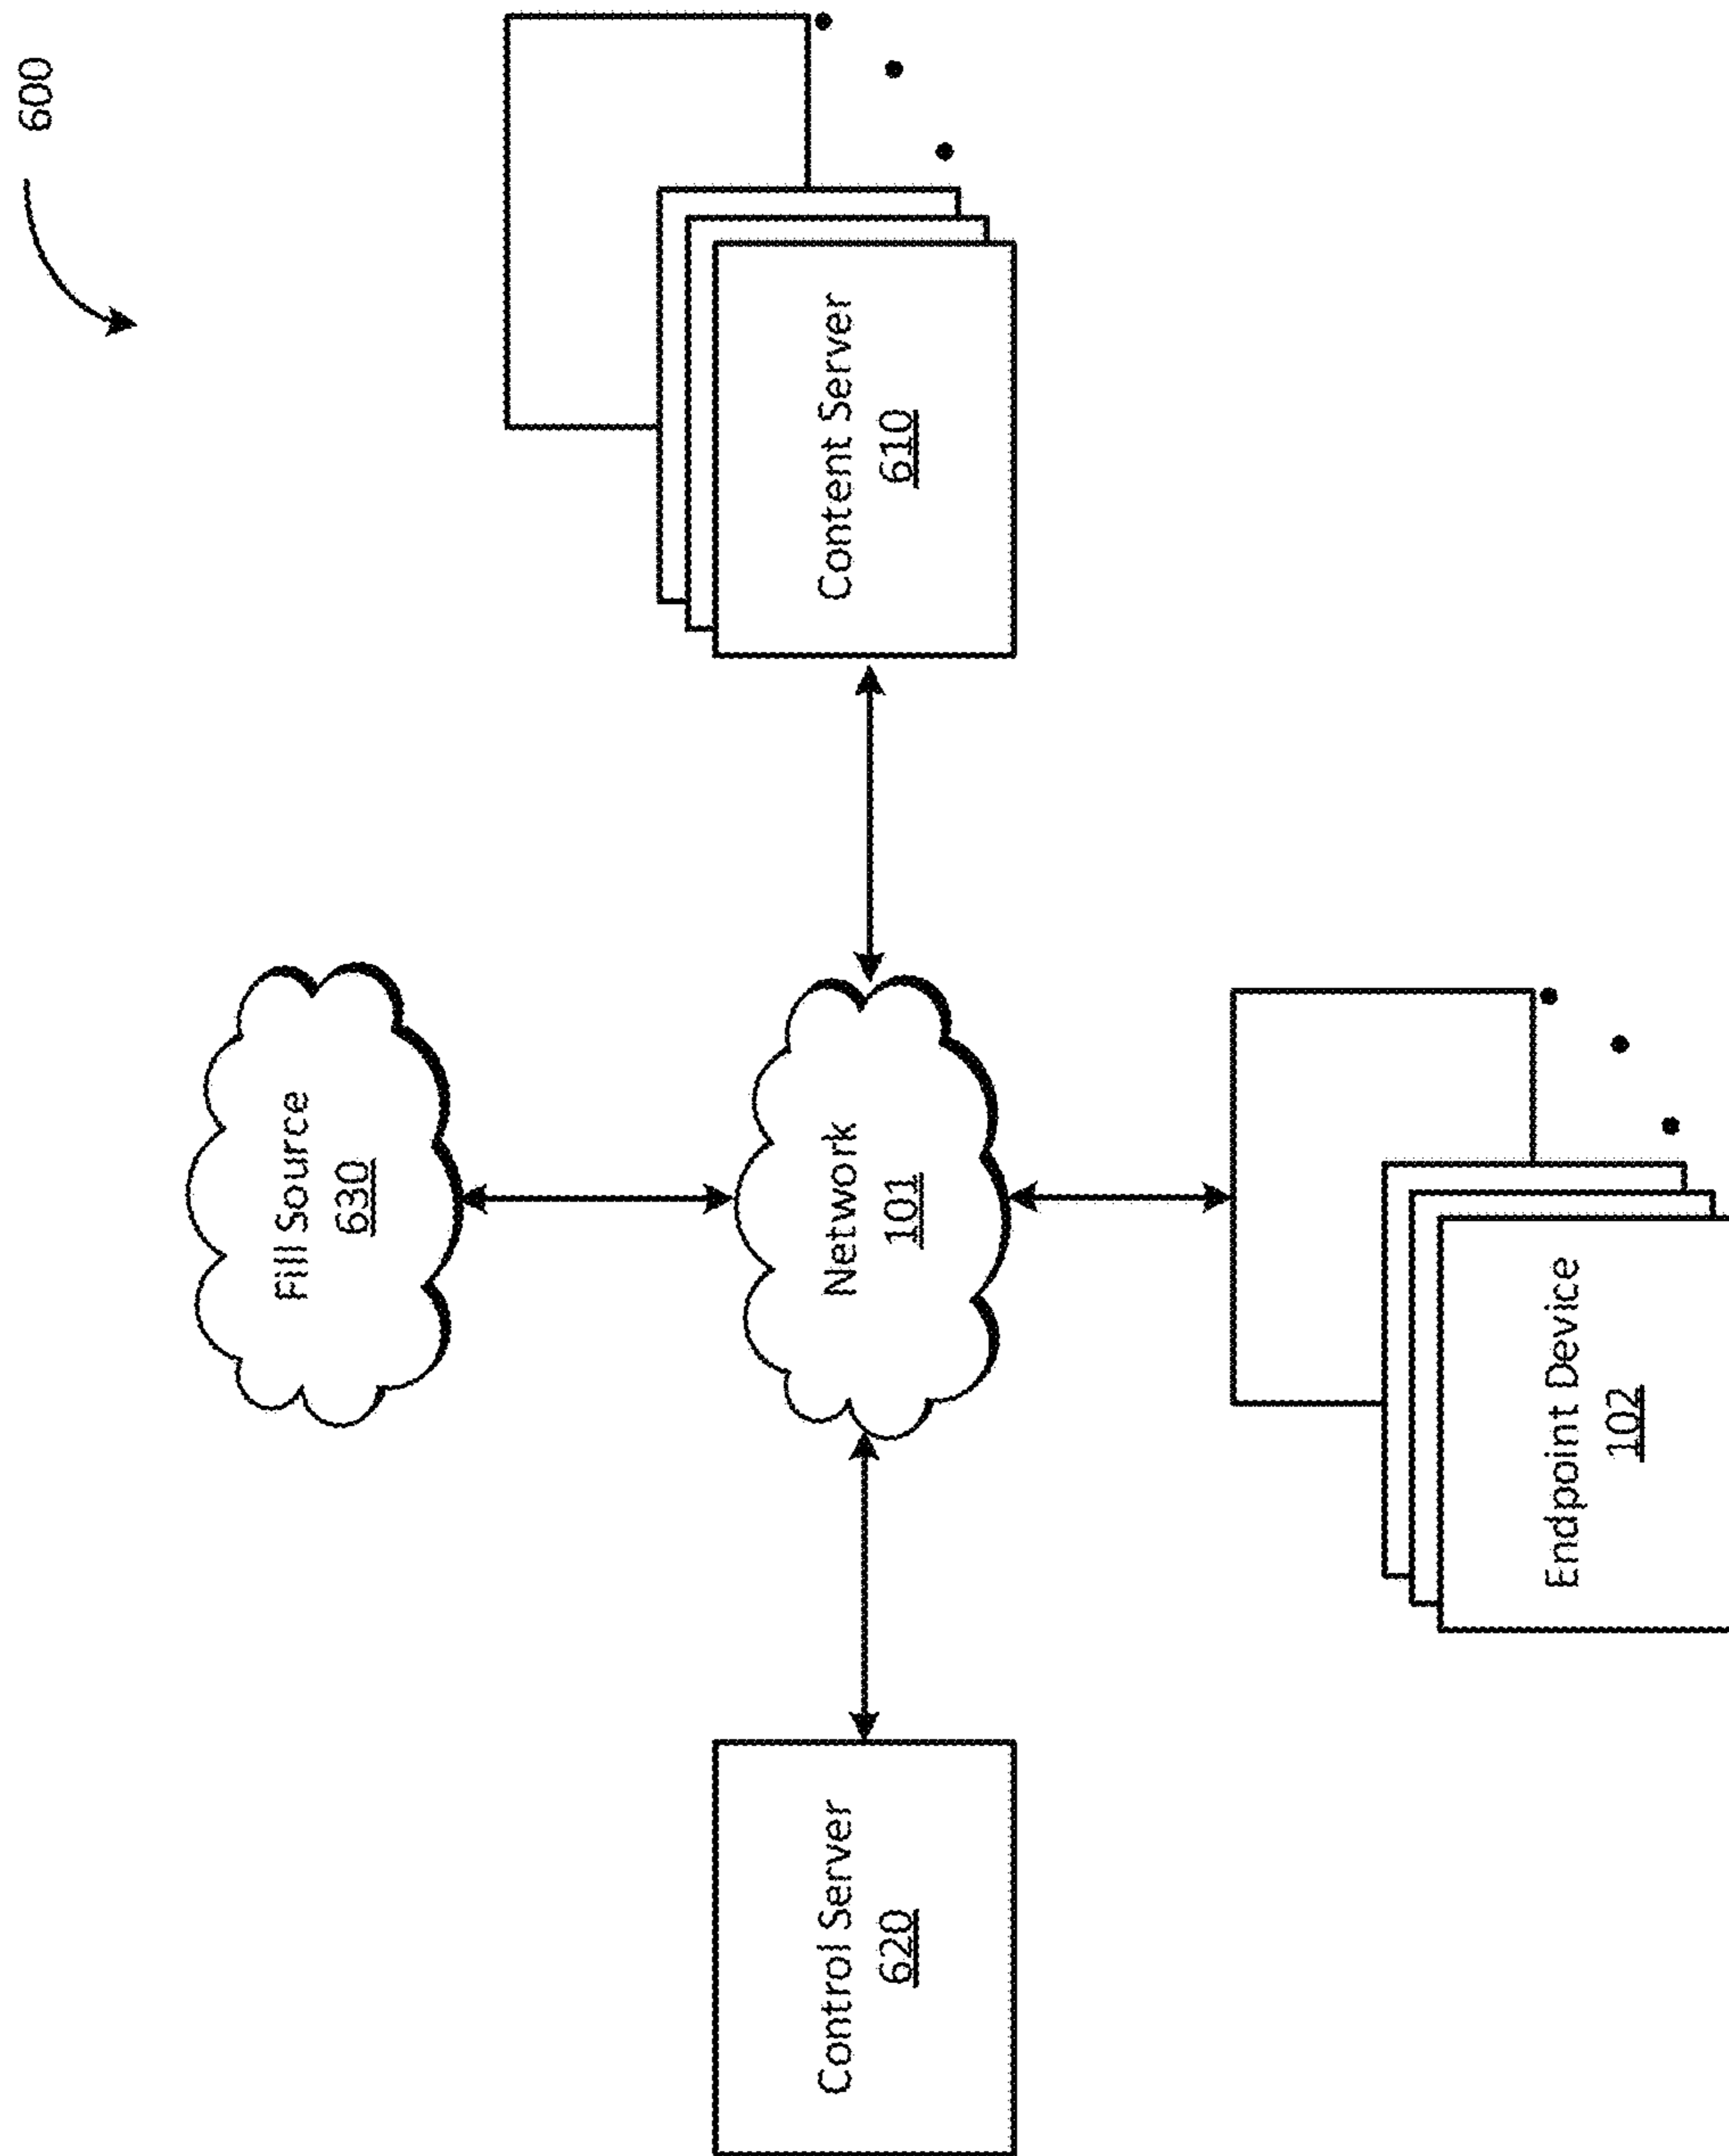 600
Fill Source
630
Control Server
620
Network
101
Content Server
610
Endpoint Device
102